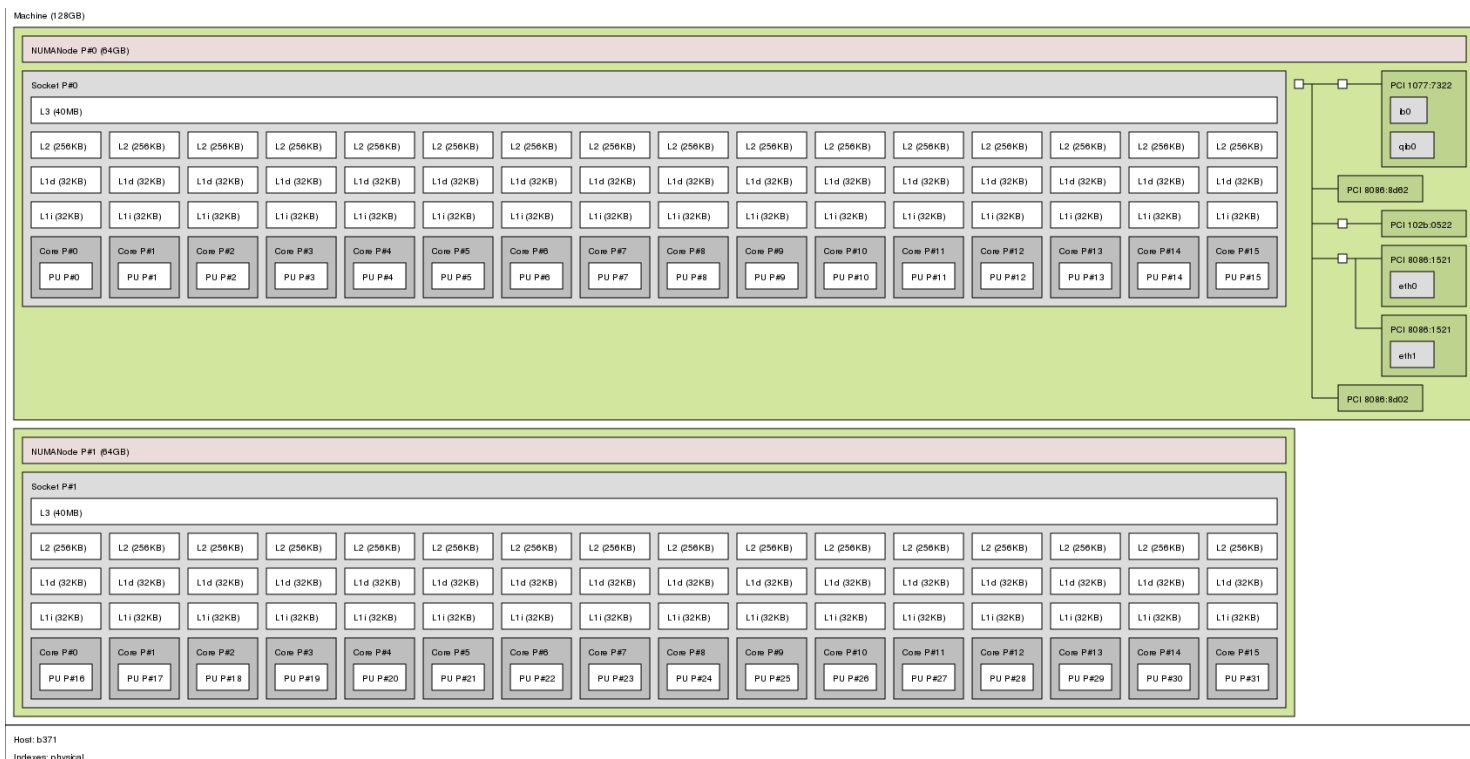 Machine (128GB)
NUMANode P#0 (64GB)
Socket P#0
L3 (40MB)
L2 (256KB) L2 (256KB) L2 (256KB) L2 (256KB) L2 (256KB) L2 (256KB) L2 (256KB) L2 (256KB) L2 (256KB) L2 (256KB) L2 (256KB) L2 (256KB) L2 (256KB) L2 (256KB) L2 (256KB) L2 (256KB)
L1d (32KB) L1d (32KB) L1d (32KB) L1d (32KB) L1d (32KB) L1d (32KB) L1d (32KB) L1d (32KB) L1d (32KB) L1d (32KB) L1d (32KB) L1d (32KB) L1d (32KB) L1d (32KB) L1d (32KB) L1d (32KB)
L1i (32KB) L1i (32KB) L1i (32KB) L1i (32KB) L1i (32KB) L1i (32KB) L1i (32KB) L1i (32KB) L1i (32KB) L1i (32KB) L1i (32KB) L1i (32KB) L1i (32KB) L1i (32KB) L1i (32KB) L1i (32KB)
Core P#0 Core P#1 Core P#2 Core P#3 Core P#4 Core P#5 Core P#6 Core P#7 Core P#8 Core P#9 Core P#10 Core P#11 Core P#12 Core P#13 Core P#14 Core P#15
PU P#0 PU P#1 PU P#2 PU P#3 PU P#4 PU P#5 PU P#6 PU P#7 PU P#8 PU P#9 PU P#10 PU P#11 PU P#12 PU P#13 PU P#14 PU P#15
PCI 1077:7322
ib0
qib0
PCI 8086:8d62
PCI 102b:0522
PCI 8086:1521
eth0
PCI 8086:1521
eth1
PCI 8086:8d02
NUMANode P#1 (64GB)
Socket P#1
L3 (40MB)
L2 (256KB) L2 (256KB) L2 (256KB) L2 (256KB) L2 (256KB) L2 (256KB) L2 (256KB) L2 (256KB) L2 (256KB) L2 (256KB) L2 (256KB) L2 (256KB) L2 (256KB) L2 (256KB) L2 (256KB) L2 (256KB)
L1d (32KB) L1d (32KB) L1d (32KB) L1d (32KB) L1d (32KB) L1d (32KB) L1d (32KB) L1d (32KB) L1d (32KB) L1d (32KB) L1d (32KB) L1d (32KB) L1d (32KB) L1d (32KB) L1d (32KB) L1d (32KB)
L1i (32KB) L1i (32KB) L1i (32KB) L1i (32KB) L1i (32KB) L1i (32KB) L1i (32KB) L1i (32KB) L1i (32KB) L1i (32KB) L1i (32KB) L1i (32KB) L1i (32KB) L1i (32KB) L1i (32KB) L1i (32KB)
Core P#0 Core P#1 Core P#2 Core P#3 Core P#4 Core P#5 Core P#6 Core P#7 Core P#8 Core P#9 Core P#10 Core P#11 Core P#12 Core P#13 Core P#14 Core P#15
PU P#16 PU P#17 PU P#18 PU P#19 PU P#20 PU P#21 PU P#22 PU P#23 PU P#24 PU P#25 PU P#26 PU P#27 PU P#28 PU P#29 PU P#30 PU P#31
Host: b371
Indexes: physical